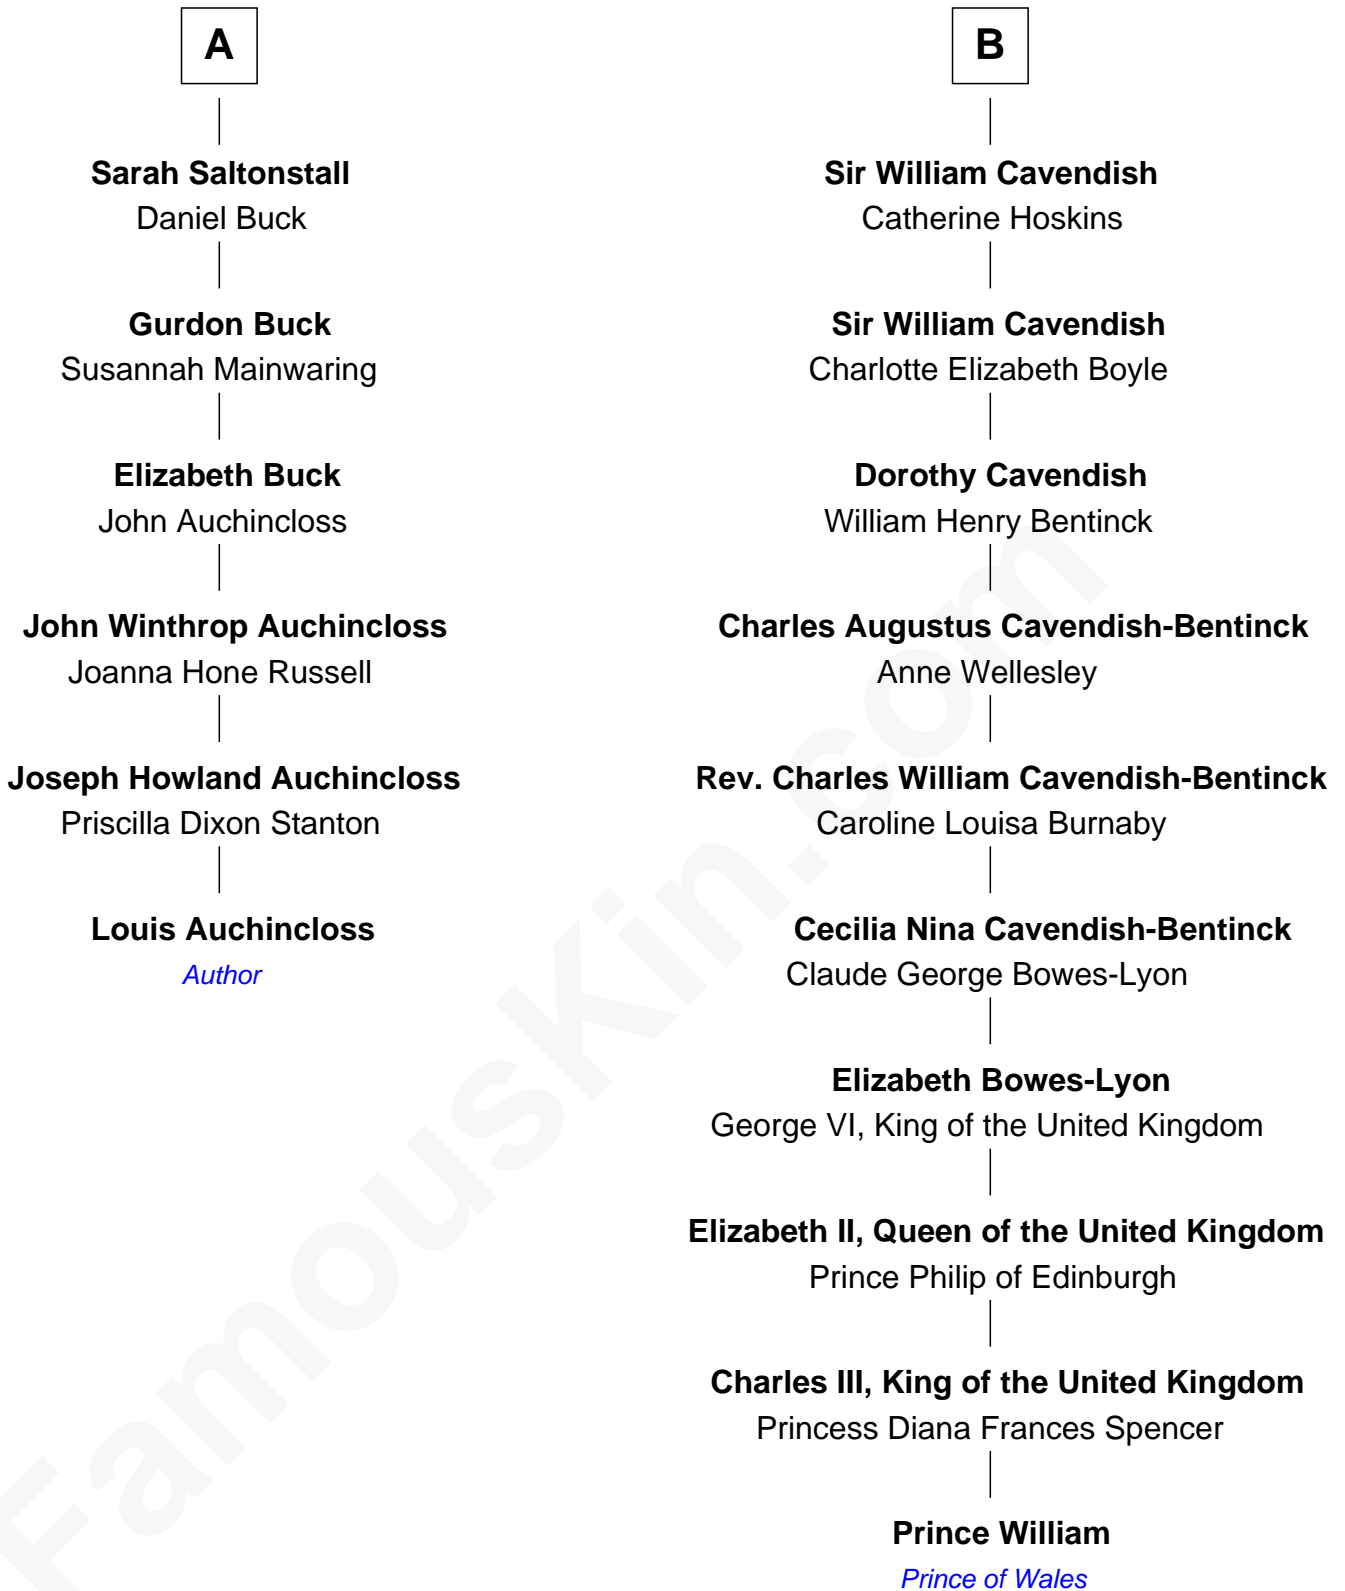 A
Sarah Saltonstall
Daniel Buck
Gurdon Buck
Susannah Mainwaring
Elizabeth Buck
John Auchincloss
John Winthrop Auchincloss
Joanna Hone Russell
Joseph Howland Auchincloss
Priscilla Dixon Stanton
Louis Auchincloss
Author
B
Sir William Cavendish
Catherine Hoskins
Sir William Cavendish
Charlotte Elizabeth Boyle
Dorothy Cavendish
William Henry Bentinck
Charles Augustus Cavendish-Bentinck
Anne Wellesley
Rev. Charles William Cavendish-Bentinck
Caroline Louisa Burnaby
Cecilia Nina Cavendish-Bentinck
Claude George Bowes-Lyon
Elizabeth Bowes-Lyon
George VI, King of the United Kingdom
Elizabeth II, Queen of the United Kingdom
Prince Philip of Edinburgh
Charles III, King of the United Kingdom
Princess Diana Frances Spencer
Prince William
Prince of Wales
FamousKin.com